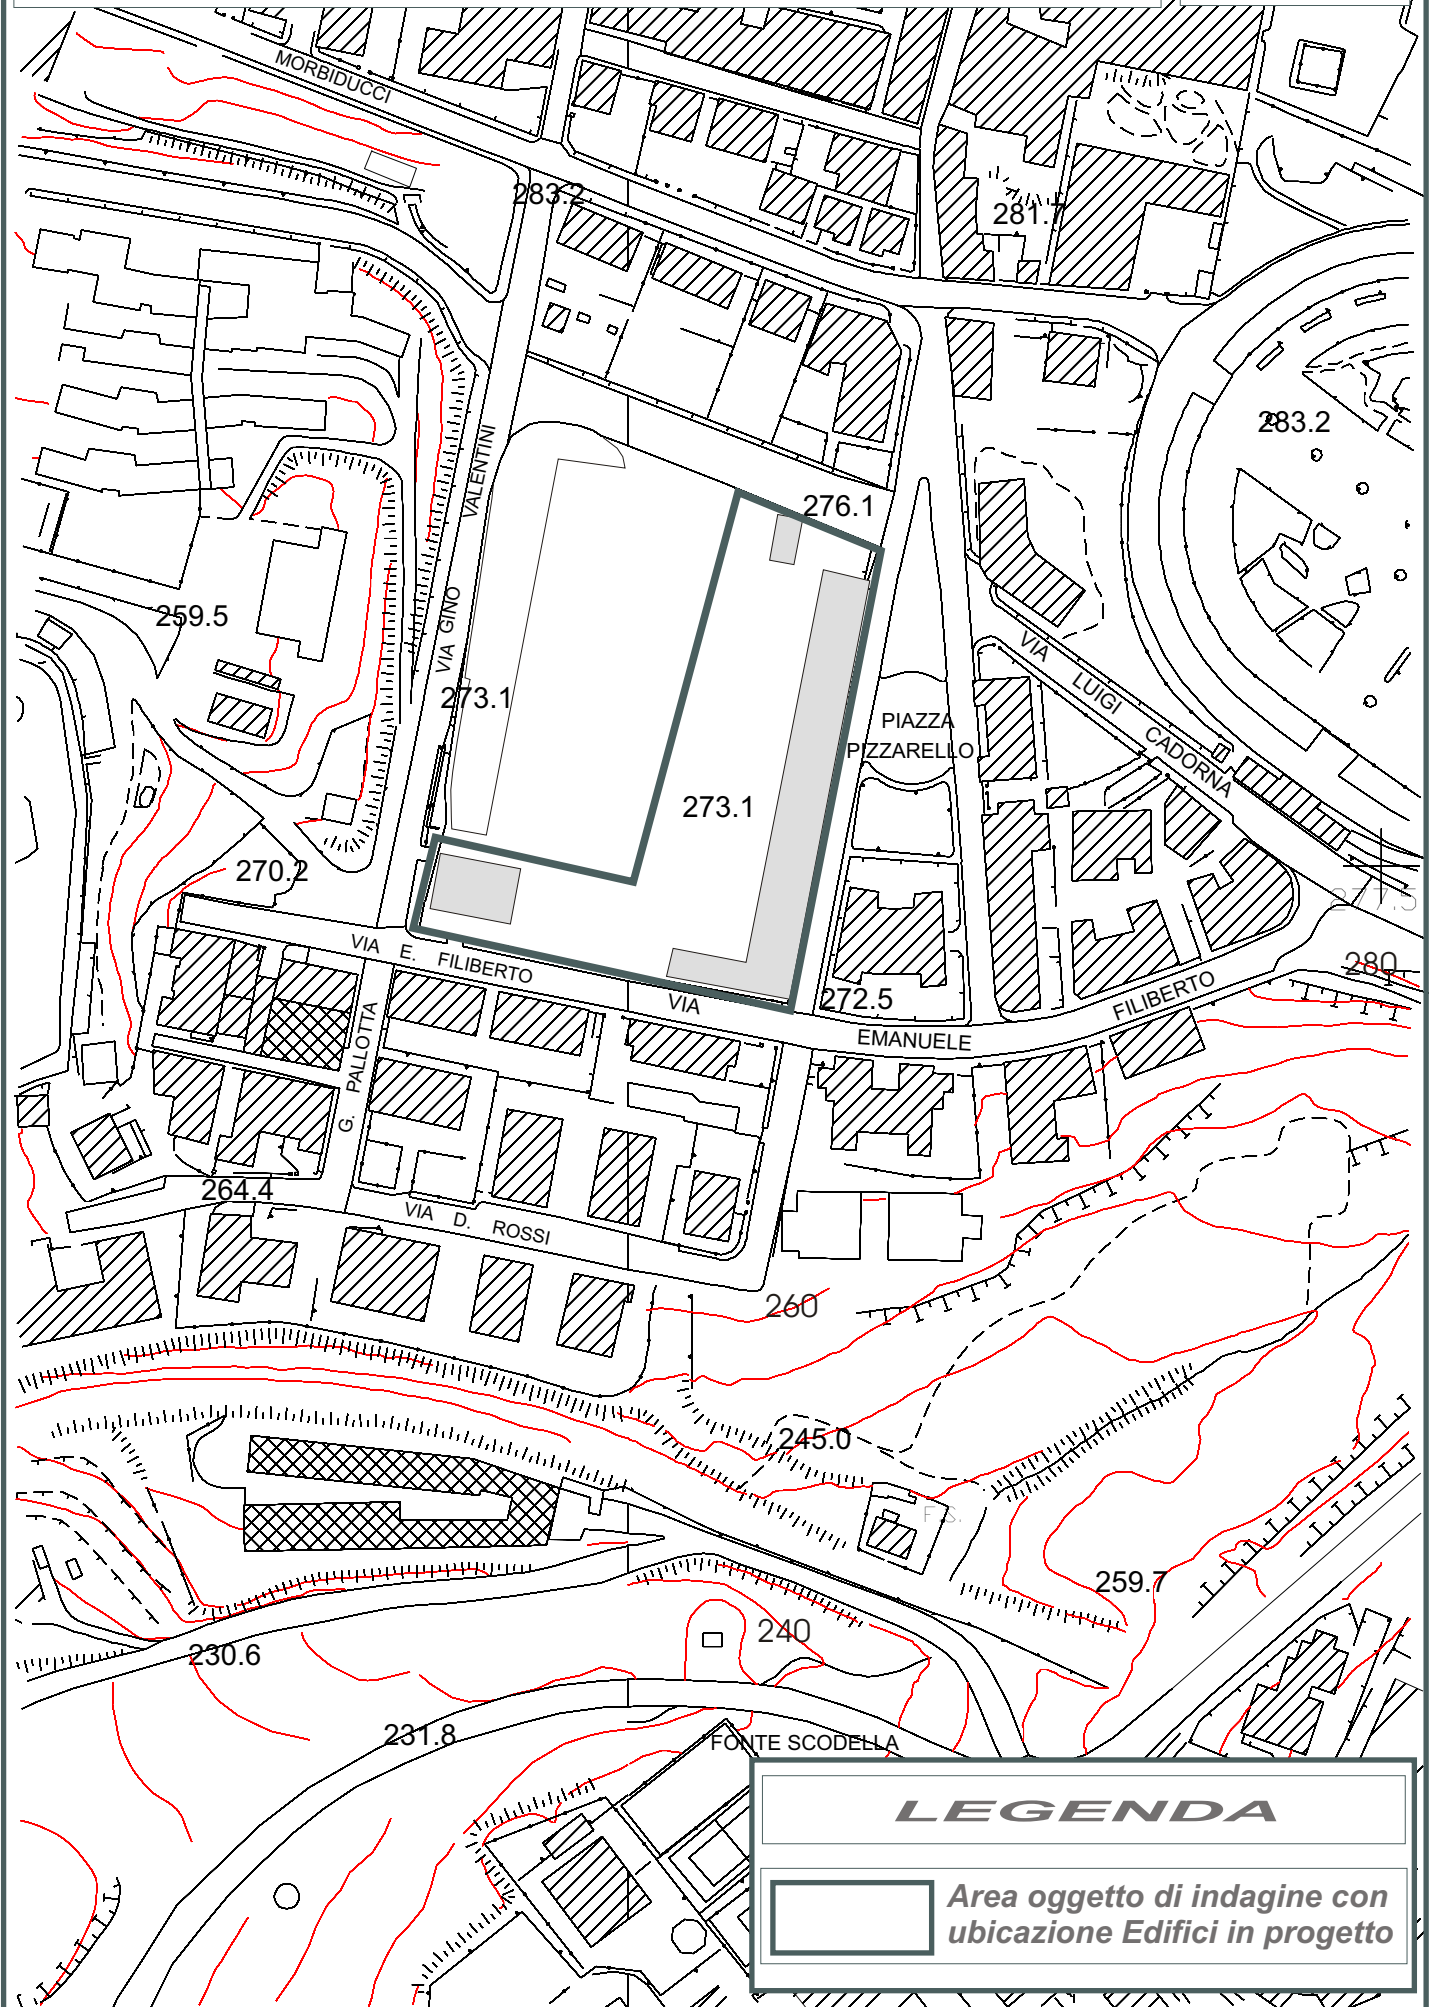 MORBIDUCCI
283.2
281.7
283.2
VALENTINI
VIA GINO
276.1
259.5
273.1
VIA LUIGI CADORNA
PIAZZA
PIZZARELLO
273.1
270.2
277.5
280
VIA E. FILIBERTO
VIA
272.5
EMANUELE
FILIBERTO
G. PALLOTTA
264.4
VIA D. ROSSI
260
245.0
F.S.
259.7
240
230.6
231.8
FONTE SCODELLA
LEGENDA
Area oggetto di indagine con
ubicazione Edifici in progetto